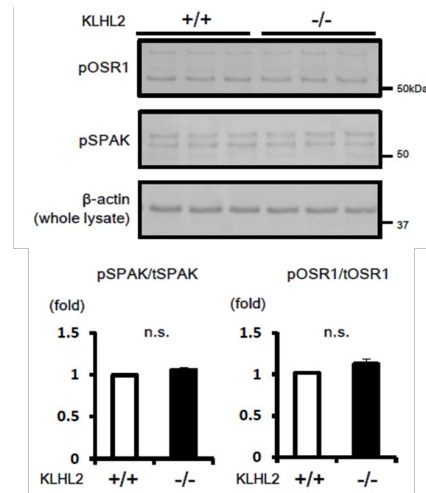 KLHL2 +/+ -/-
pOSR1
50kDa
pSPAK
50
β-actin
(whole lysate)
37
pSPAK/tSPAK pOSR1/tOSR1
(fold) (fold)
1.5 n.s. 1.5 n.s.
1 1
0.5 0.5
0 0
KLHL2 +/+ -/- KLHL2 +/+ -/-